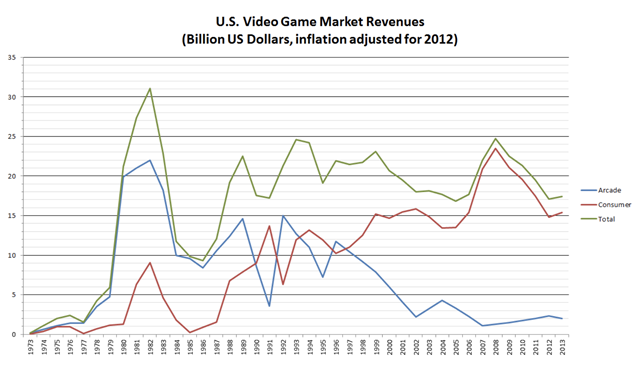 U.S. Video Game Market Revenues
(Billion US Dollars, inflation adjusted for 2012)
35
30
25
20
15
10
5
0
Arcade
Consumer
Total
1973 1974 1975 1976 1977 1978 1979 1980 1981 1982 1983 1984 1985 1986 1987 1988 1989 1990 1991 1992 1993 1994 1995 1996 1997 1998 1999 2000 2001 2002 2003 2004 2005 2006 2007 2008 2009 2010 2011 2012 2013